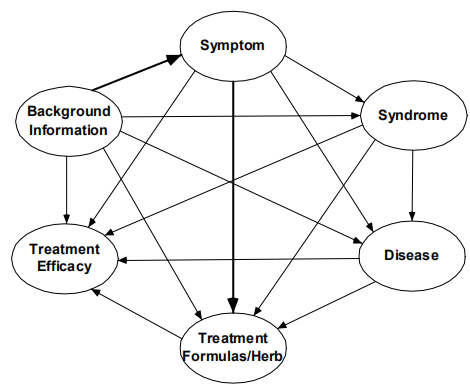 Symptom
Background
Information
Syndrome
Treatment
Efficacy
Disease
Treatment
Formulas/Herb